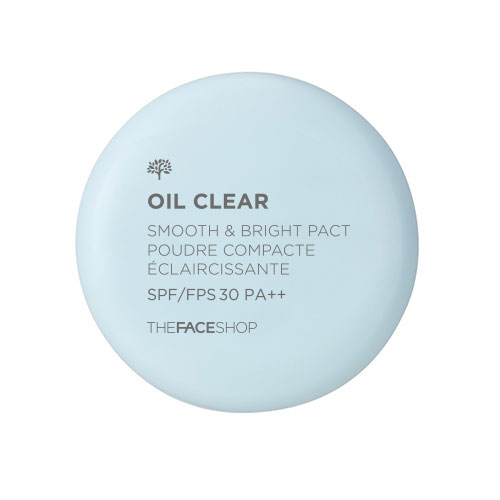 OIL CLEAR
SMOOTH & BRIGHT PACT
POUDRE COMPACTE
ÉCLAIRCISSANTE
SPF/FPS 30 PA++
THEFACESHOP